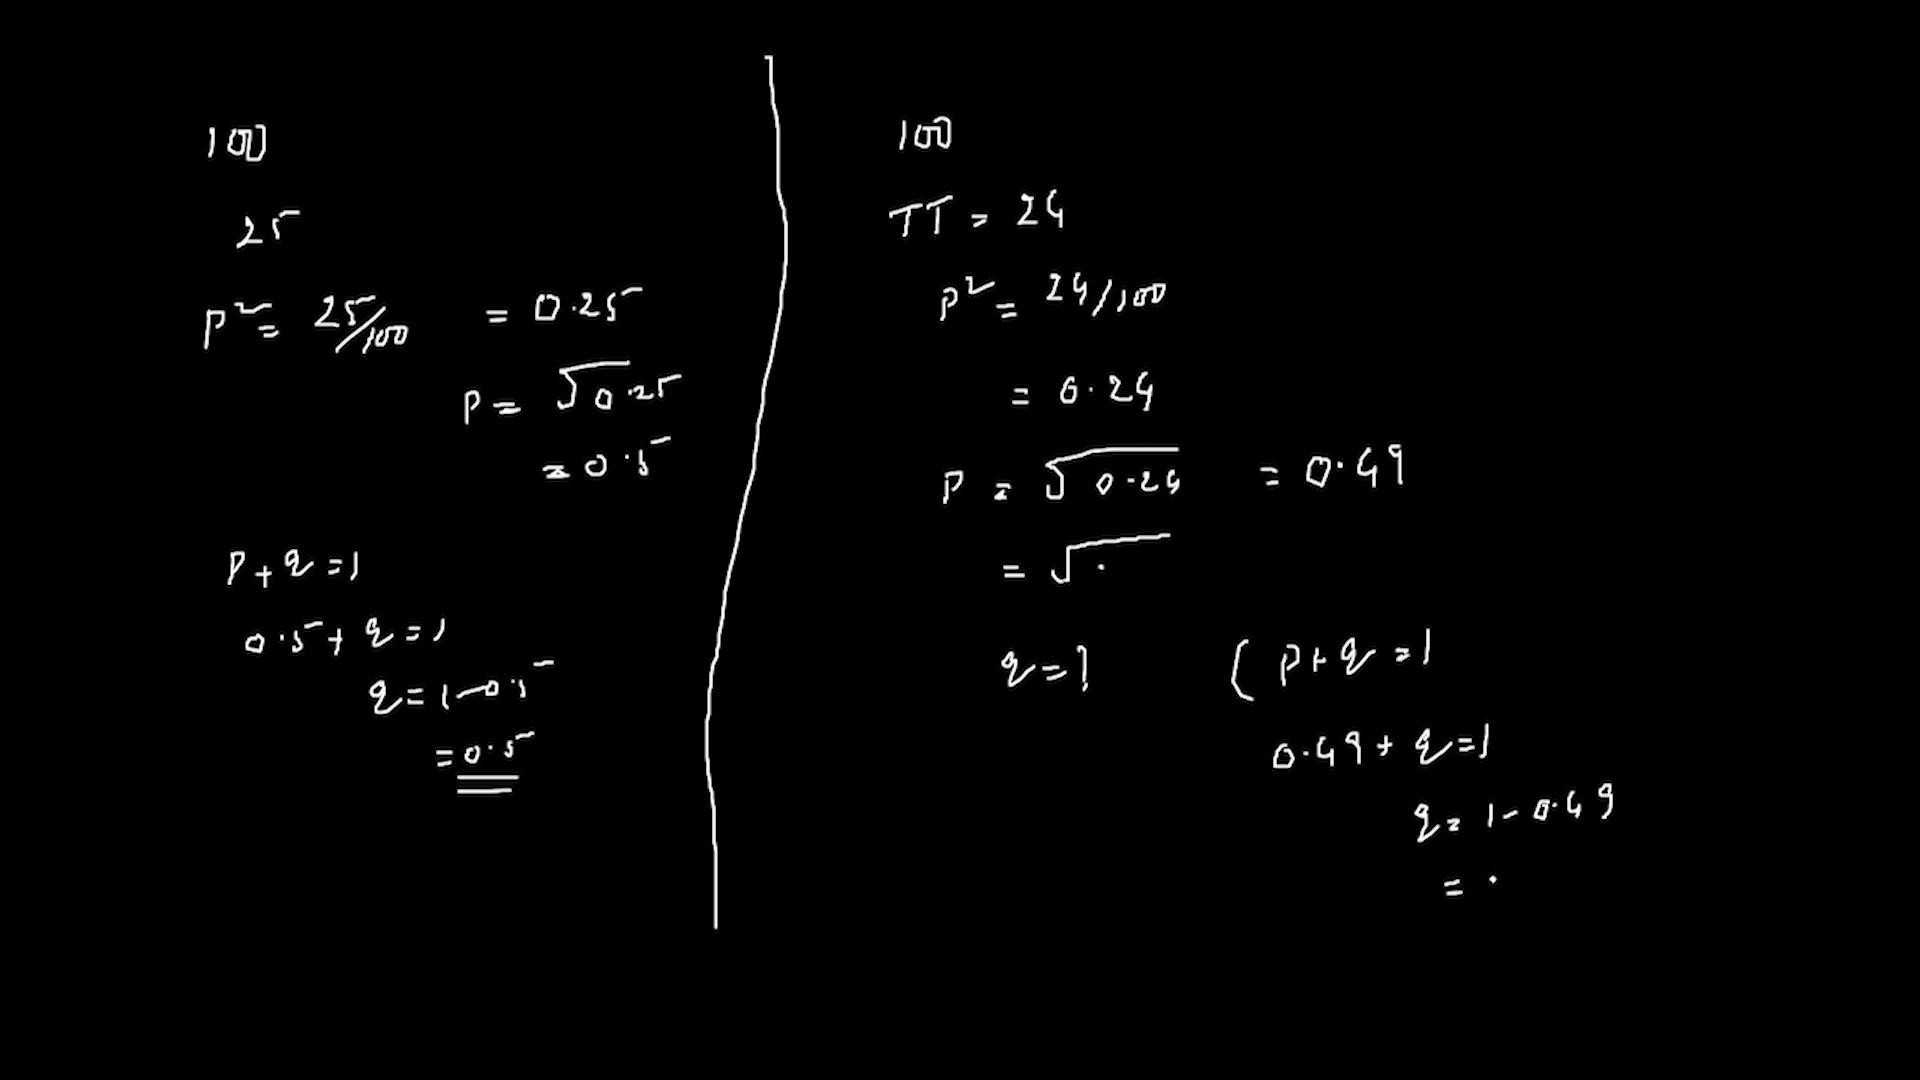 100
25
P² = 25/100 = 0.25
P = √0.25
= 0.5
P + q = 1
0.5 + q = 1
q = 1 - 0.5
= 0.5
100
TT = 24
P² = 24/100
= 0.24
P = √0.24 = 0.49
= √.
q = ? ( P + q = 1
0.49 + q = 1
q = 1 - 0.49
= .